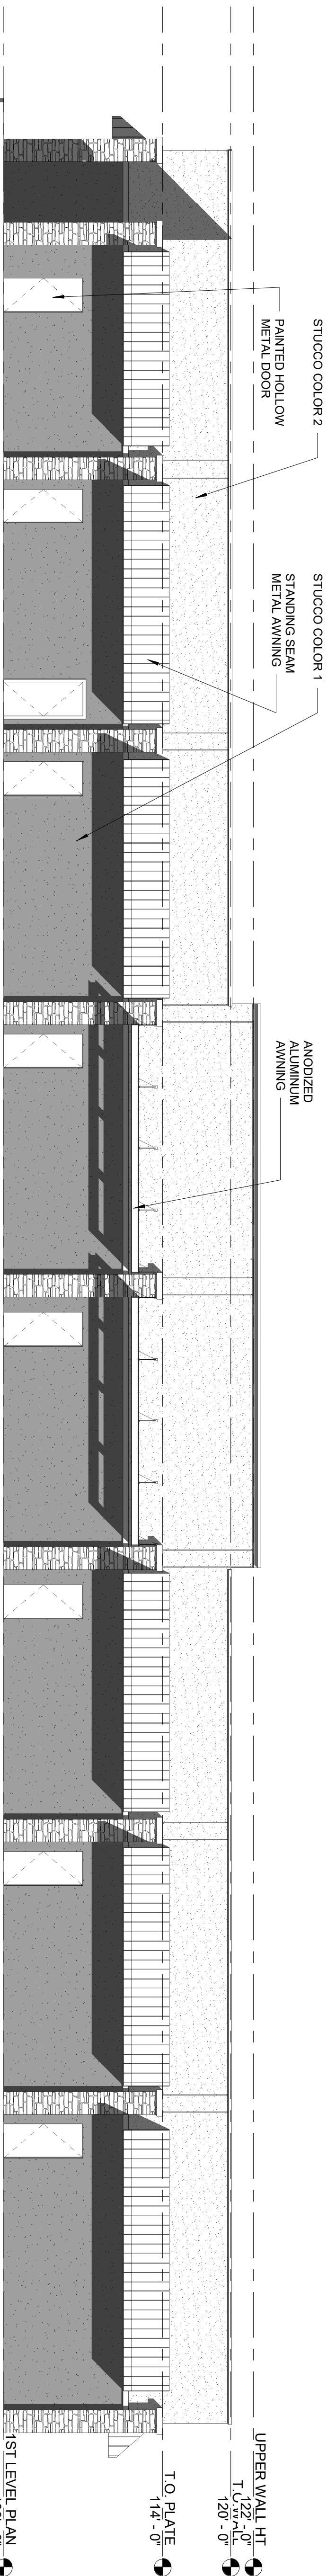 STUCCO COLOR 2
PAINTED HOLLOW
METAL DOOR
STUCCO COLOR 1
STANDING SEAM
METAL AWNING
ANODIZED
ALUMINUM
AWNING
UPPER WALL HT
122' - 0"
T.O.WALL
120' - 0"
T.O. PLATE
114' - 0"
1ST LEVEL PLAN